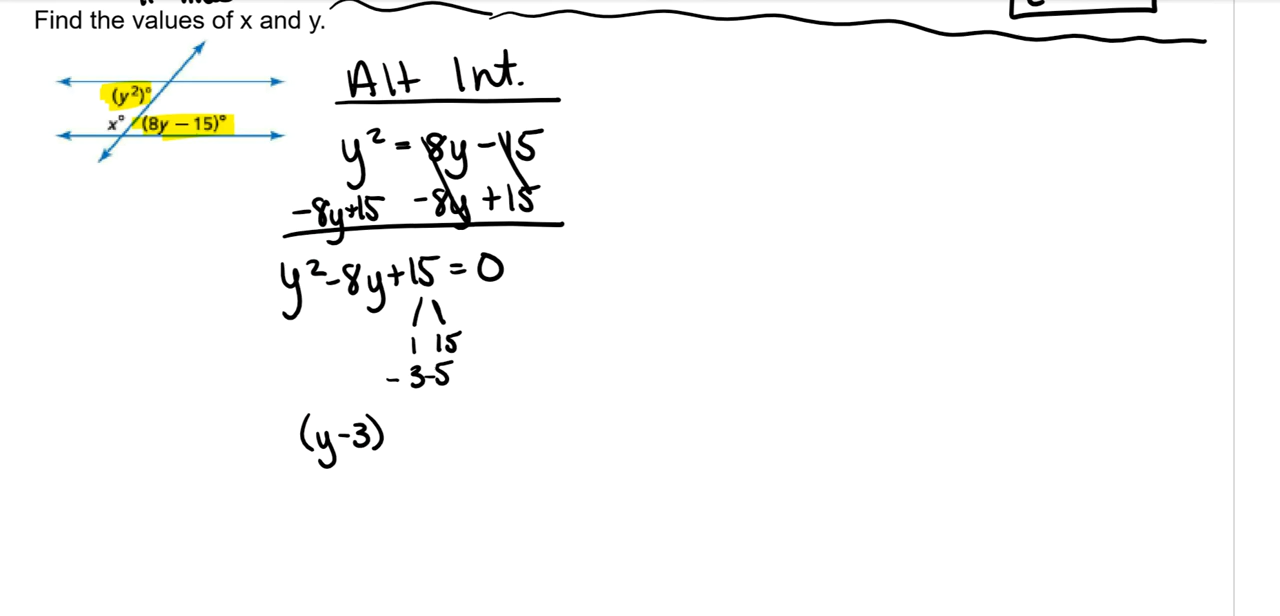 Find the values of x and y.
(y²)°
x° (8y – 15)°
Alt Int.
y² = 8y - 15
-8y+15 -8y +15
y²-8y+15 = 0
1 15
-3-5
(y-3)